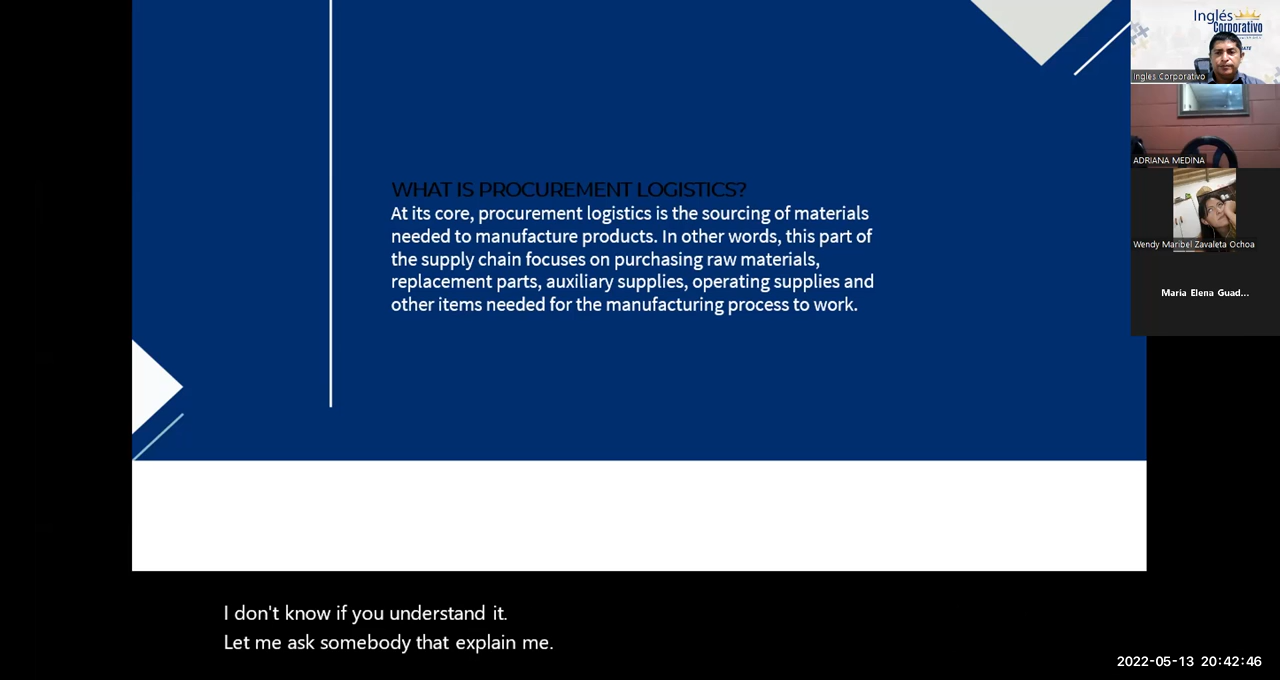 WHAT IS PROCUREMENT LOGISTICS?
At its core, procurement logistics is the sourcing of materials
needed to manufacture products. In other words, this part of
the supply chain focuses on purchasing raw materials,
replacement parts, auxiliary supplies, operating supplies and
other items needed for the manufacturing process to work.
Inglés
Corporativo
Ingles Corporativo
ADRIANA MEDINA
Wendy Maribel Zavaleta Ochoa
Maria Elena Guad...
I don't know if you understand it.
Let me ask somebody that explain me.
2022-05-13 20:42:46